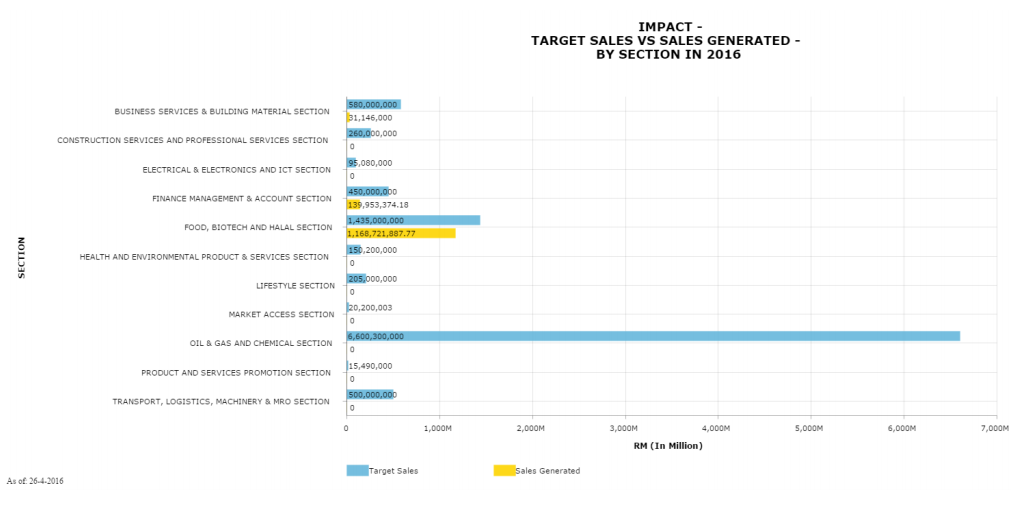 IMPACT -
TARGET SALES VS SALES GENERATED -
BY SECTION IN 2016
SECTION
BUSINESS SERVICES & BUILDING MATERIAL SECTION
580,000,000
31,146,000
CONSTRUCTION SERVICES AND PROFESSIONAL SERVICES SECTION
260,000,000
0
ELECTRICAL & ELECTRONICS AND ICT SECTION
95,080,000
0
FINANCE MANAGEMENT & ACCOUNT SECTION
450,000,000
139,953,374.18
FOOD, BIOTECH AND HALAL SECTION
1,435,000,000
1,168,721,887.77
HEALTH AND ENVIRONMENTAL PRODUCT & SERVICES SECTION
150,200,000
0
LIFESTYLE SECTION
205,000,000
0
MARKET ACCESS SECTION
20,200,003
0
OIL & GAS AND CHEMICAL SECTION
6,600,300,000
0
PRODUCT AND SERVICES PROMOTION SECTION
15,490,000
0
TRANSPORT, LOGISTICS, MACHINERY & MRO SECTION
500,000,000
0
0 1,000M 2,000M 3,000M 4,000M 5,000M 6,000M 7,000M
RM (In Million)
Target Sales Sales Generated
As of: 26-4-2016